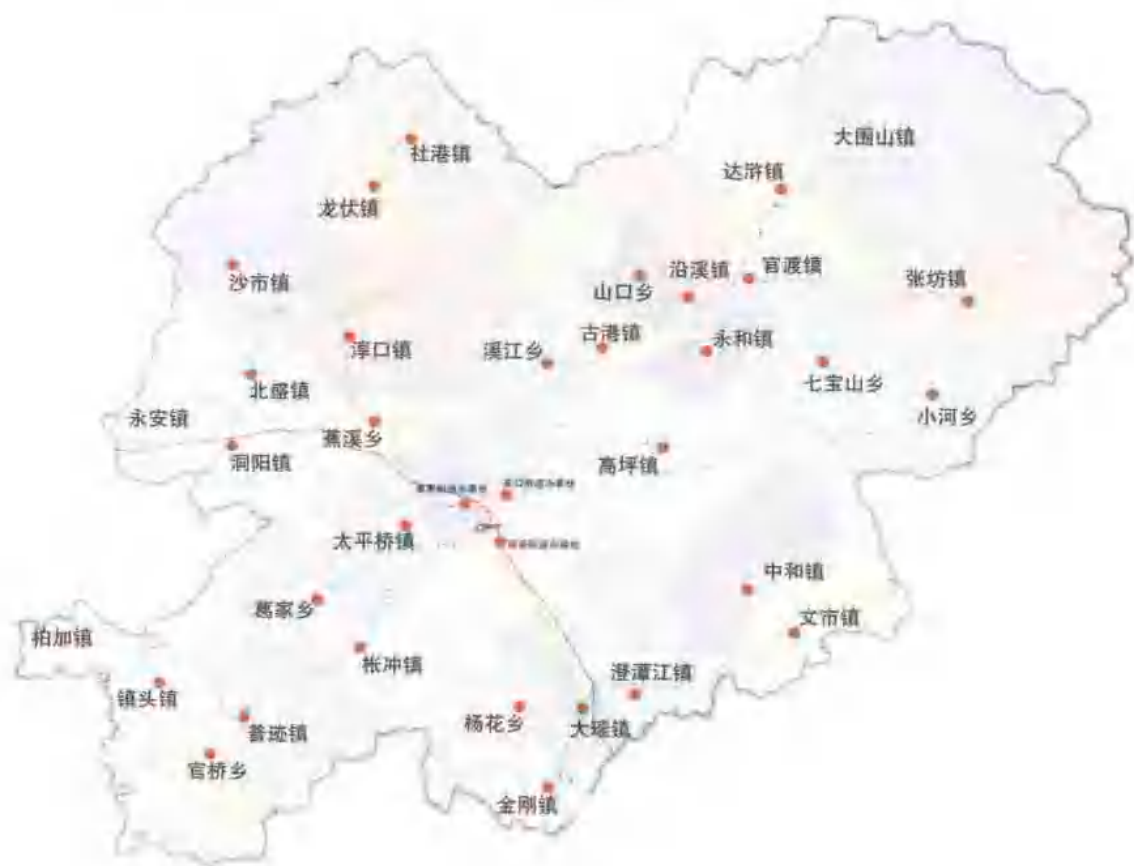 大围山镇
社港镇
达浒镇
龙伏镇
沿溪镇
官渡镇
沙市镇
山口乡
张坊镇
古港镇
永和镇
淳口镇
溪江乡
七宝山乡
北盛镇
小河乡
永安镇
蕉溪乡
洞阳镇
高坪镇
太平桥镇
中和镇
葛家乡
文市镇
柏加镇
枨冲镇
澄潭江镇
镇头镇
杨花乡
大瑶镇
普迹镇
官桥乡
金刚镇